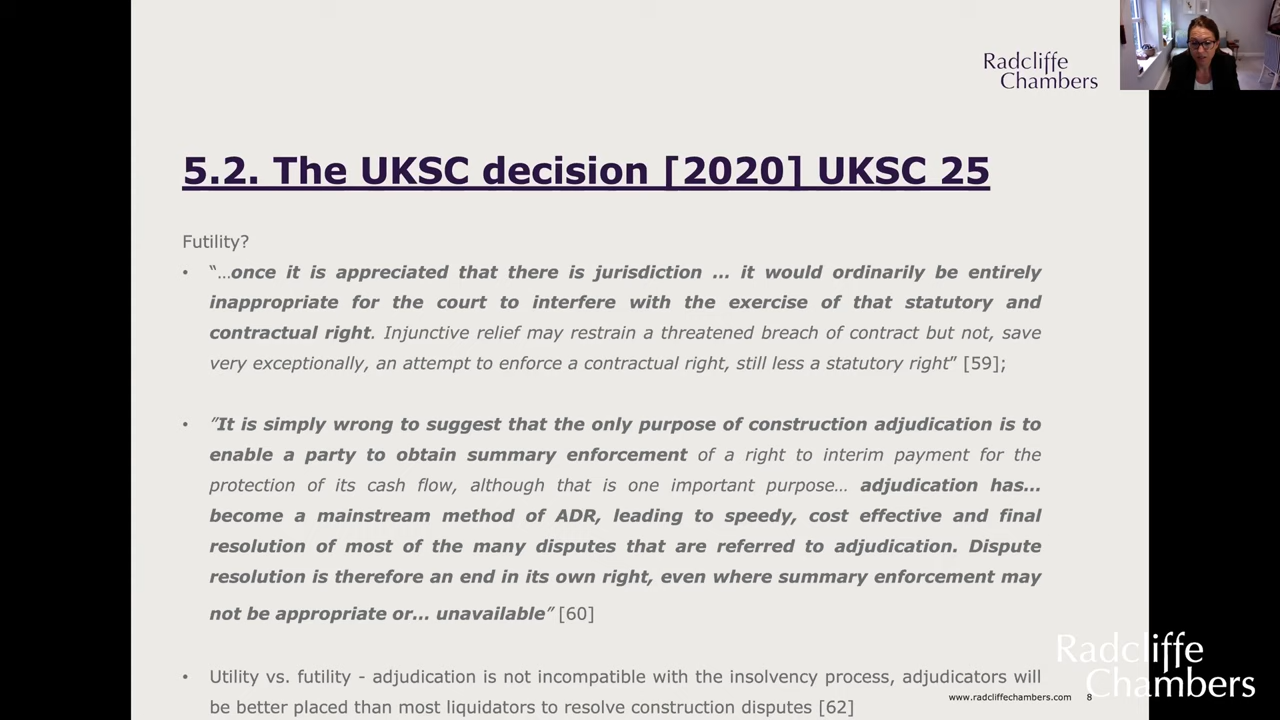 Radcliffe
Chambers
5.2. The UKSC decision [2020] UKSC 25
Futility?
• “…once it is appreciated that there is jurisdiction … it would ordinarily be entirely
inappropriate for the court to interfere with the exercise of that statutory and
contractual right. Injunctive relief may restrain a threatened breach of contract but not, save
very exceptionally, an attempt to enforce a contractual right, still less a statutory right” [59];
• “It is simply wrong to suggest that the only purpose of construction adjudication is to
enable a party to obtain summary enforcement of a right to interim payment for the
protection of its cash flow, although that is one important purpose… adjudication has…
become a mainstream method of ADR, leading to speedy, cost effective and final
resolution of most of the many disputes that are referred to adjudication. Dispute
resolution is therefore an end in its own right, even where summary enforcement may
not be appropriate or… unavailable” [60]
• Utility vs. futility - adjudication is not incompatible with the insolvency process, adjudicators will
be better placed than most liquidators to resolve construction disputes [62]
www.radcliffechambers.com 8
Radcliffe
Chambers